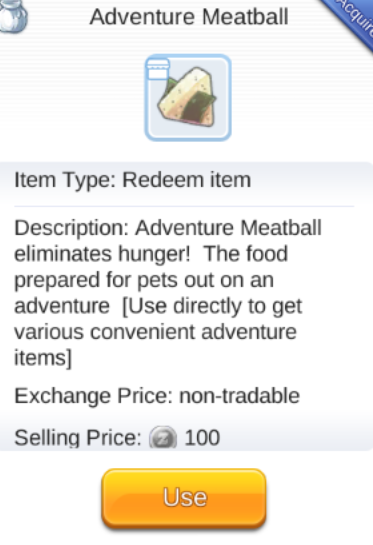 Adventure Meatball
Acquire
Item Type: Redeem item
Description: Adventure Meatball
eliminates hunger!  The food
prepared for pets out on an
adventure  [Use directly to get
various convenient adventure
items]
Exchange Price: non-tradable
Selling Price: 100
Use